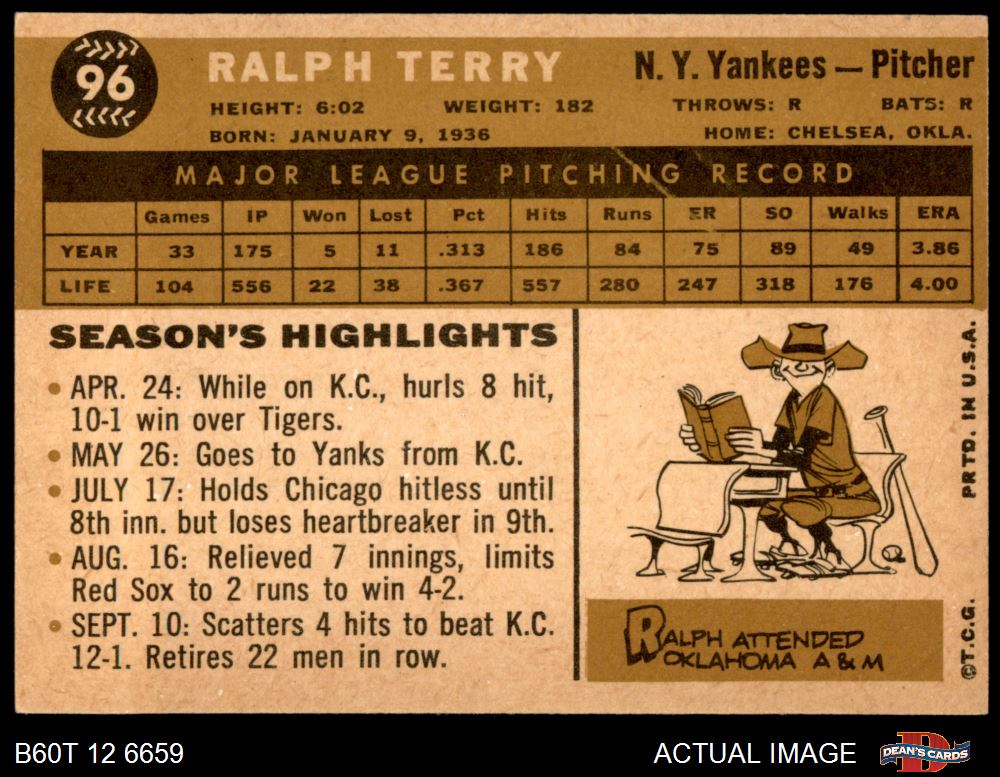 96
RALPH TERRY
N. Y. Yankees — Pitcher
HEIGHT: 6:02 WEIGHT: 182 THROWS: R BATS: R
BORN: JANUARY 9, 1936 HOME: CHELSEA, OKLA.
MAJOR LEAGUE PITCHING RECORD
Games IP Won Lost Pct Hits Runs ER SO Walks ERA
YEAR 33 175 5 11 .313 186 84 75 89 49 3.86
LIFE 104 556 22 38 .367 557 280 247 318 176 4.00
SEASON'S HIGHLIGHTS
• APR. 24: While on K.C., hurls 8 hit,
10-1 win over Tigers.
• MAY 26: Goes to Yanks from K.C.
• JULY 17: Holds Chicago hitless until
8th inn. but loses heartbreaker in 9th.
• AUG. 16: Relieved 7 innings, limits
Red Sox to 2 runs to win 4-2.
• SEPT. 10: Scatters 4 hits to beat K.C.
12-1. Retires 22 men in row.
RALPH ATTENDED
OKLAHOMA A & M
©T.C.G. PRTD. IN U.S.A.
B60T 12 6659
ACTUAL IMAGE
DEAN'S CARDS